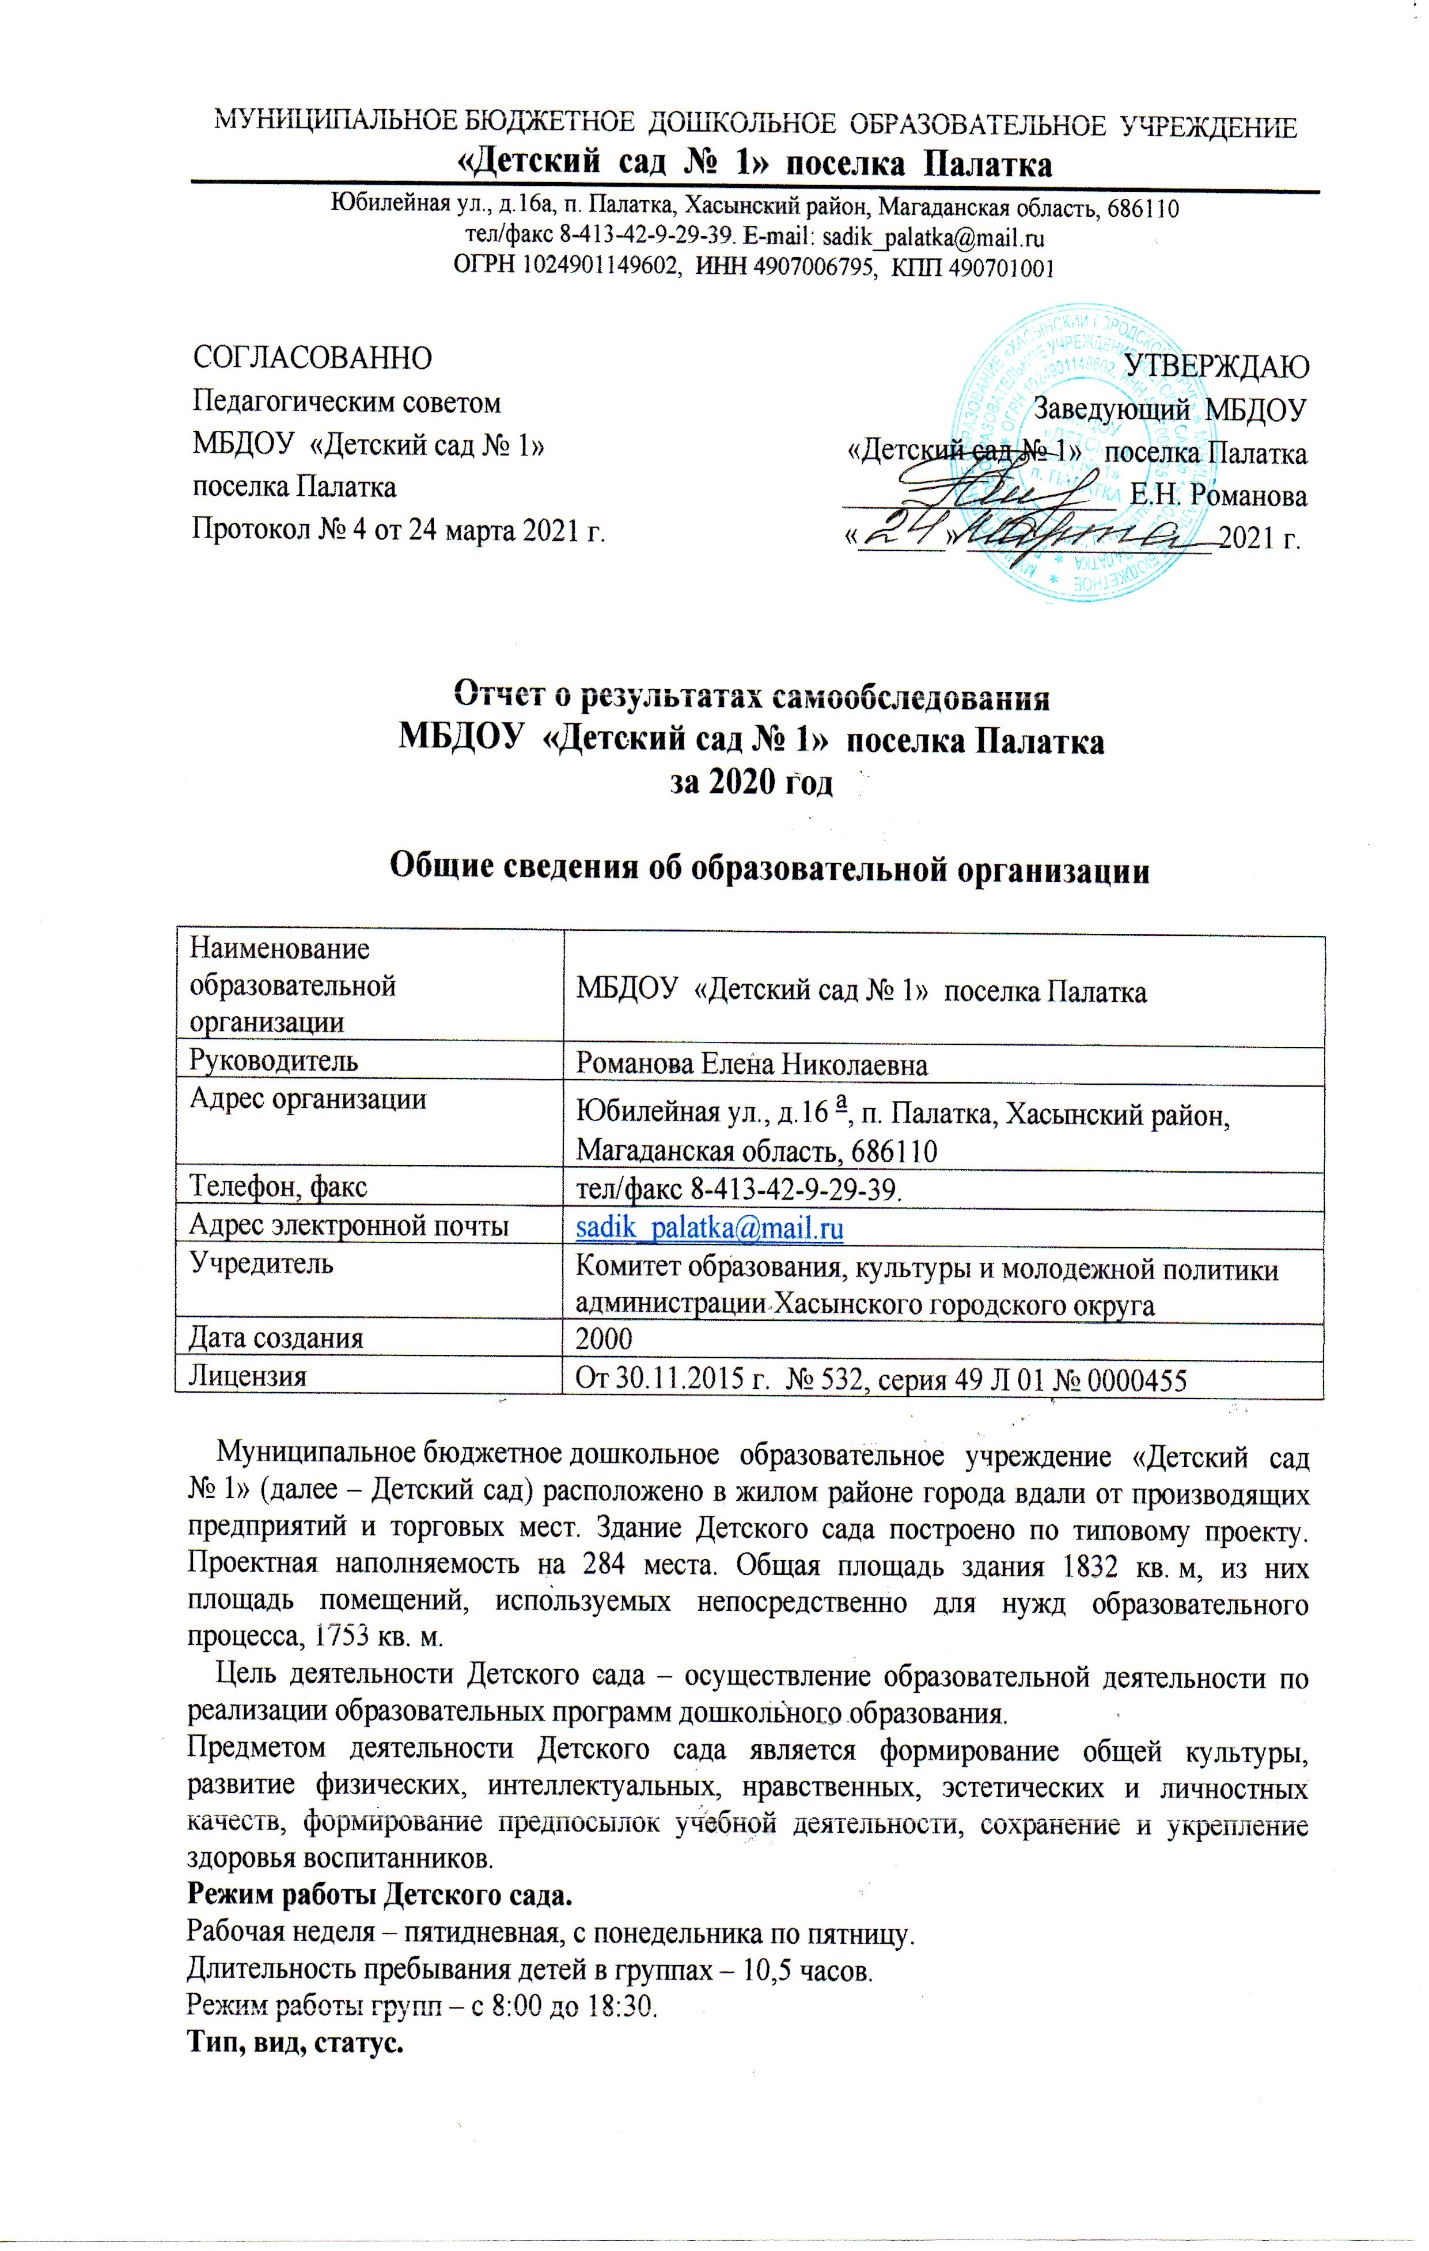 МУНИЦИПАЛЬНОЕ БЮДЖЕТНОЕ ДОШКОЛЬНОЕ ОБРАЗОВАТЕЛЬНОЕ УЧРЕЖДЕНИЕ
«Детский сад № 1» поселка Палатка
Юбилейная ул., д.16а, п. Палатка, Хасынский район, Магаданская область, 686110
тел/факс 8-413-42-9-29-39. E-mail: sadik_palatka@mail.ru
ОГРН 1024901149602, ИНН 4907006795, КПП 490701001
СОГЛАСОВАННО
Педагогическим советом
МБДОУ «Детский сад № 1»
поселка Палатка
Протокол № 4 от 24 марта 2021 г.
УТВЕРЖДАЮ
Заведующий МБДОУ
«Детский сад № 1» поселка Палатка
Е.Н. Романова
«24» марта 2021 г.
Отчет о результатах самообследования
МБДОУ «Детский сад № 1» поселка Палатка
за 2020 год
Общие сведения об образовательной организации
Наименование
образовательной
организации
МБДОУ «Детский сад № 1» поселка Палатка
Руководитель
Романова Елена Николаевна
Адрес организации
Юбилейная ул., д.16 а, п. Палатка, Хасынский район,
Магаданская область, 686110
Телефон, факс
тел/факс 8-413-42-9-29-39.
Адрес электронной почты
sadik_palatka@mail.ru
Учредитель
Комитет образования, культуры и молодежной политики
администрации Хасынского городского округа
Дата создания
2000
Лицензия
От 30.11.2015 г. № 532, серия 49 Л 01 № 0000455
Муниципальное бюджетное дошкольное образовательное учреждение «Детский сад
№ 1» (далее – Детский сад) расположено в жилом районе города вдали от производящих
предприятий и торговых мест. Здание Детского сада построено по типовому проекту.
Проектная наполняемость на 284 места. Общая площадь здания 1832 кв. м, из них
площадь помещений, используемых непосредственно для нужд образовательного
процесса, 1753 кв. м.
Цель деятельности Детского сада – осуществление образовательной деятельности по
реализации образовательных программ дошкольного образования.
Предметом деятельности Детского сада является формирование общей культуры,
развитие физических, интеллектуальных, нравственных, эстетических и личностных
качеств, формирование предпосылок учебной деятельности, сохранение и укрепление
здоровья воспитанников.
Режим работы Детского сада.
Рабочая неделя – пятидневная, с понедельника по пятницу.
Длительность пребывания детей в группах – 10,5 часов.
Режим работы групп – с 8:00 до 18:30.
Тип, вид, статус.